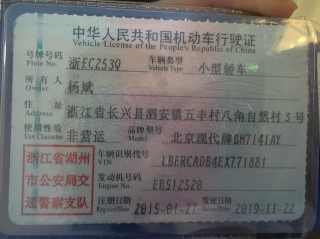 中华人民共和国机动车行驶证
Vehicle License of the People's Republic of China
号牌号码 浙EC253Q 车辆类型 小型轿车
Plate No. Vehicle Type
所有人 杨斌
Owner
住址 浙江省长兴县泗安镇五丰村八角自然村3号
Address
使用性质 非营运 品牌型号 北京现代牌BH7141AY
Use Character Model
浙江省湖州 车辆识别代号 LBERCADB4EX771881
VIN
市公安局交 发动机号码 EB512520
Engine No.
通警察支队 注册日期 2015-01-27 发证日期 2019-11-22
Register Date Issue Date